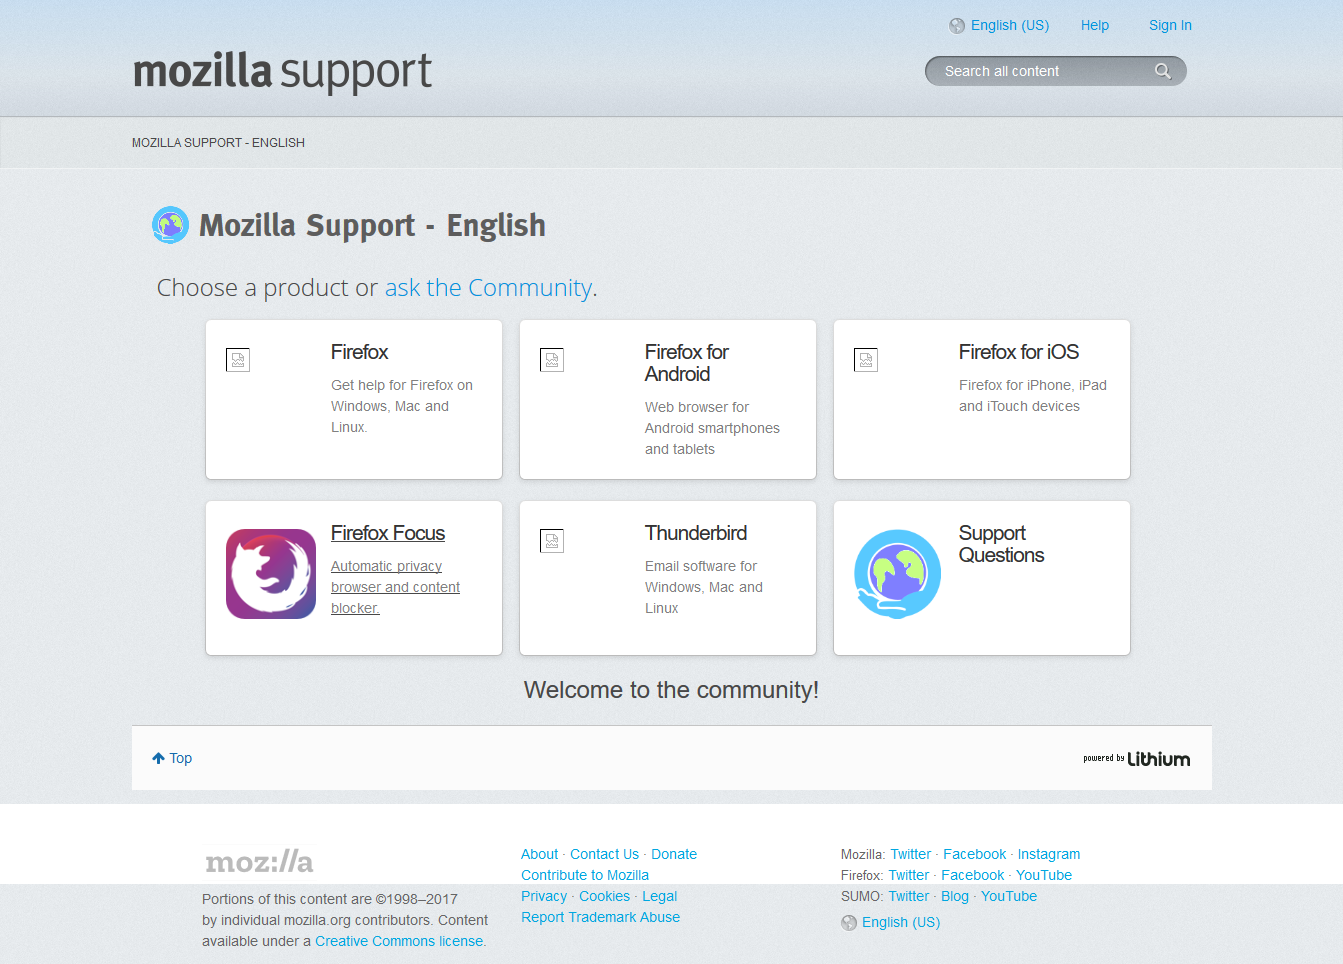 English (US) Help Sign In
mozilla support
Search all content
MOZILLA SUPPORT - ENGLISH
Mozilla Support - English
Choose a product or ask the Community.
Firefox
Get help for Firefox on
Windows, Mac and
Linux.
Firefox for
Android
Web browser for
Android smartphones
and tablets
Firefox for iOS
Firefox for iPhone, iPad
and iTouch devices
Firefox Focus
Automatic privacy
browser and content
blocker.
Thunderbird
Email software for
Windows, Mac and
Linux
Support
Questions
Welcome to the community!
Top
powered by Lithium
moz://a
Portions of this content are ©1998–2017
by individual mozilla.org contributors. Content
available under a Creative Commons license.
About · Contact Us · Donate
Contribute to Mozilla
Privacy · Cookies · Legal
Report Trademark Abuse
Mozilla: Twitter · Facebook · Instagram
Firefox: Twitter · Facebook · YouTube
SUMO: Twitter · Blog · YouTube
English (US)